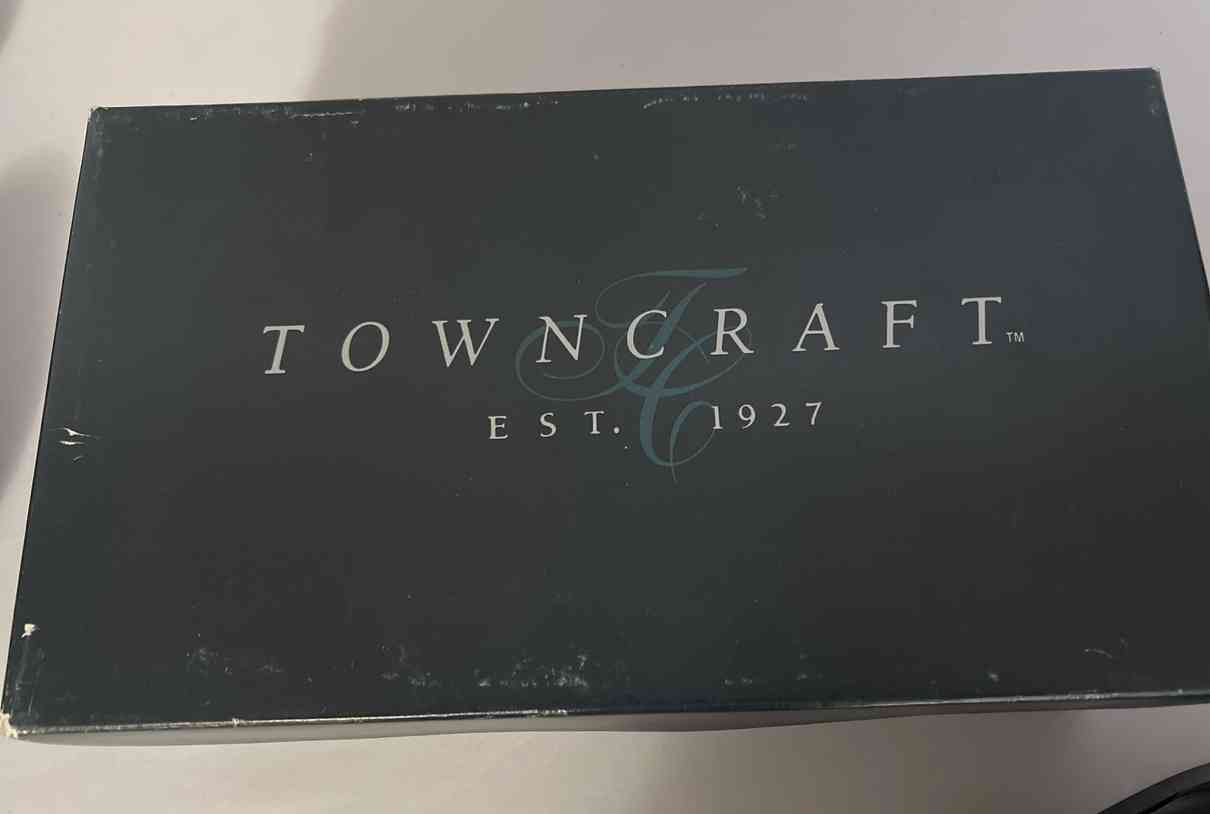 TOWNCRAFT™
EST. 1927
TC